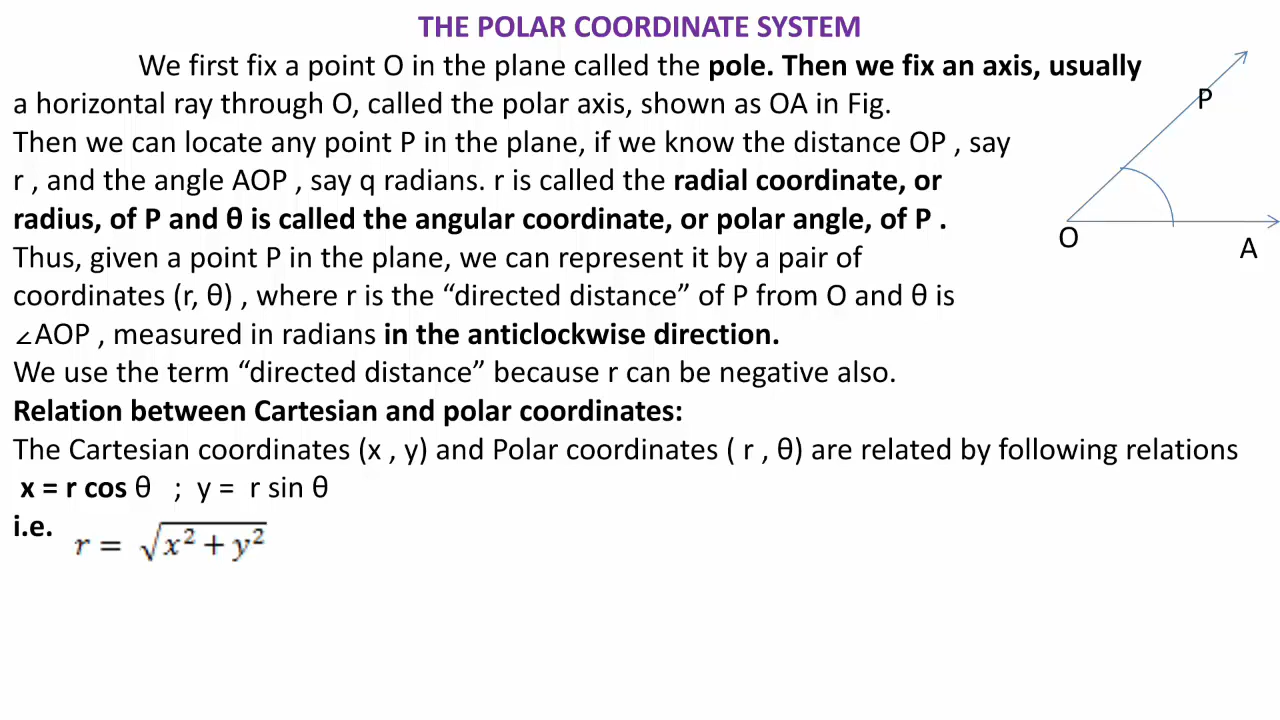 THE POLAR COORDINATE SYSTEM
We first fix a point O in the plane called the pole. Then we fix an axis, usually
a horizontal ray through O, called the polar axis, shown as OA in Fig.
Then we can locate any point P in the plane, if we know the distance OP , say
r , and the angle AOP , say q radians. r is called the radial coordinate, or
radius, of P and θ is called the angular coordinate, or polar angle, of P .
Thus, given a point P in the plane, we can represent it by a pair of
coordinates (r, θ) , where r is the “directed distance” of P from O and θ is
∠AOP , measured in radians in the anticlockwise direction.
We use the term “directed distance” because r can be negative also.
Relation between Cartesian and polar coordinates:
The Cartesian coordinates (x , y) and Polar coordinates ( r , θ) are related by following relations
x = r cos θ ; y = r sin θ
i.e. r = √x² + y²
P
O
A